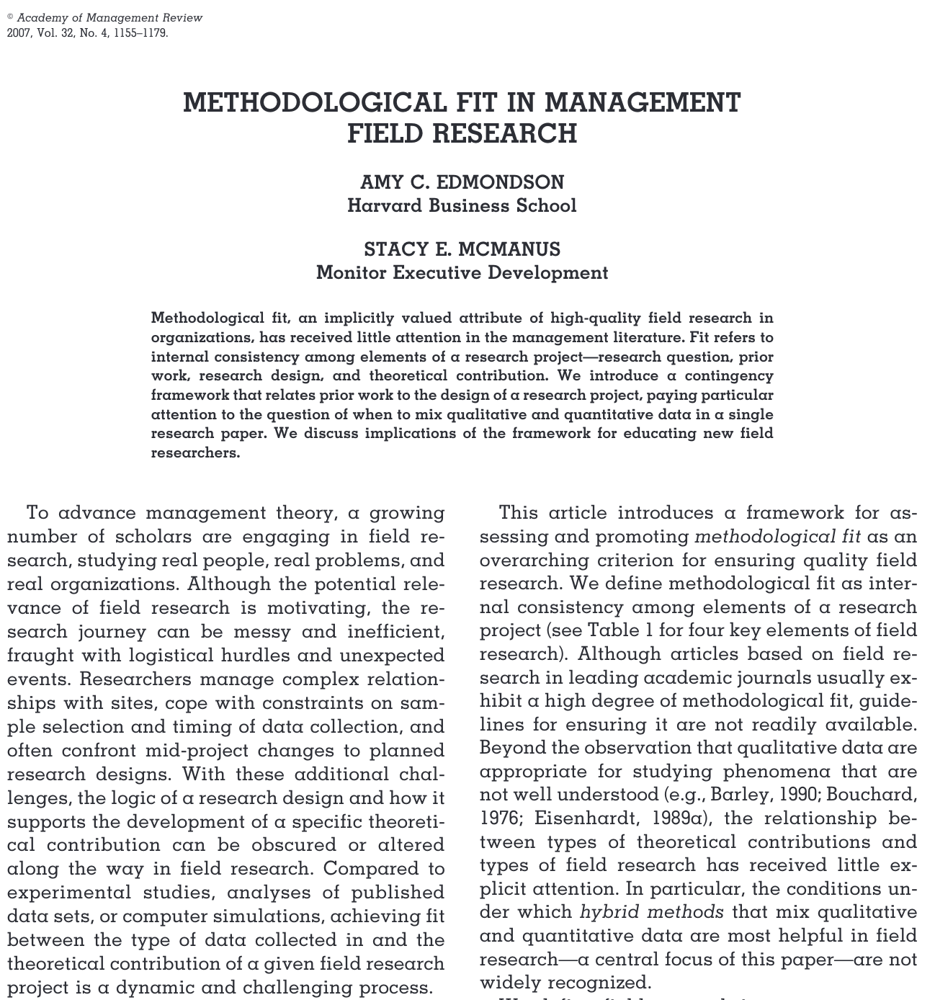 © Academy of Management Review
2007, Vol. 32, No. 4, 1155–1179.
METHODOLOGICAL FIT IN MANAGEMENT
FIELD RESEARCH
AMY C. EDMONDSON
Harvard Business School
STACY E. MCMANUS
Monitor Executive Development
Methodological fit, an implicitly valued attribute of high-quality field research in
organizations, has received little attention in the management literature. Fit refers to
internal consistency among elements of a research project—research question, prior
work, research design, and theoretical contribution. We introduce a contingency
framework that relates prior work to the design of a research project, paying particular
attention to the question of when to mix qualitative and quantitative data in a single
research paper. We discuss implications of the framework for educating new field
researchers.
To advance management theory, a growing
number of scholars are engaging in field re-
search, studying real people, real problems, and
real organizations. Although the potential rele-
vance of field research is motivating, the re-
search journey can be messy and inefficient,
fraught with logistical hurdles and unexpected
events. Researchers manage complex relation-
ships with sites, cope with constraints on sam-
ple selection and timing of data collection, and
often confront mid-project changes to planned
research designs. With these additional chal-
lenges, the logic of a research design and how it
supports the development of a specific theoreti-
cal contribution can be obscured or altered
along the way in field research. Compared to
experimental studies, analyses of published
data sets, or computer simulations, achieving fit
between the type of data collected in and the
theoretical contribution of a given field research
project is a dynamic and challenging process.
This article introduces a framework for as-
sessing and promoting methodological fit as an
overarching criterion for ensuring quality field
research. We define methodological fit as inter-
nal consistency among elements of a research
project (see Table 1 for four key elements of field
research). Although articles based on field re-
search in leading academic journals usually ex-
hibit a high degree of methodological fit, guide-
lines for ensuring it are not readily available.
Beyond the observation that qualitative data are
appropriate for studying phenomena that are
not well understood (e.g., Barley, 1990; Bouchard,
1976; Eisenhardt, 1989a), the relationship be-
tween types of theoretical contributions and
types of field research has received little ex-
plicit attention. In particular, the conditions un-
der which hybrid methods that mix qualitative
and quantitative data are most helpful in field
research—a central focus of this paper—are not
widely recognized.